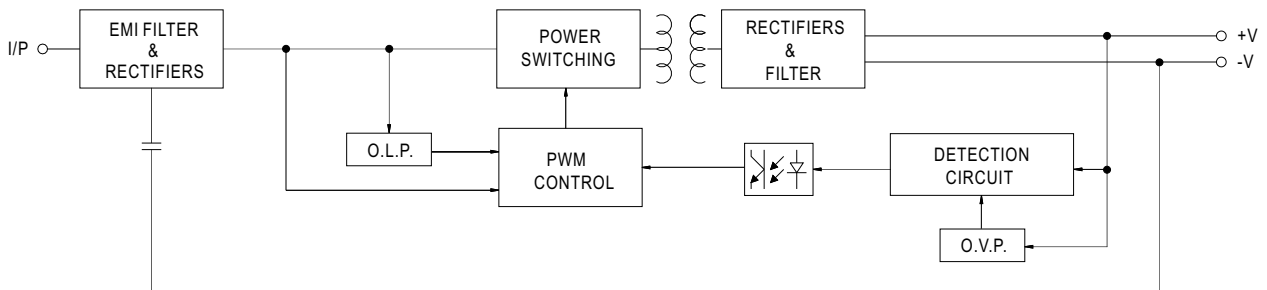 I/P
EMI FILTER
&
RECTIFIERS
POWER
SWITCHING
RECTIFIERS
&
FILTER
+V
-V
O.L.P.
PWM
CONTROL
DETECTION
CIRCUIT
O.V.P.